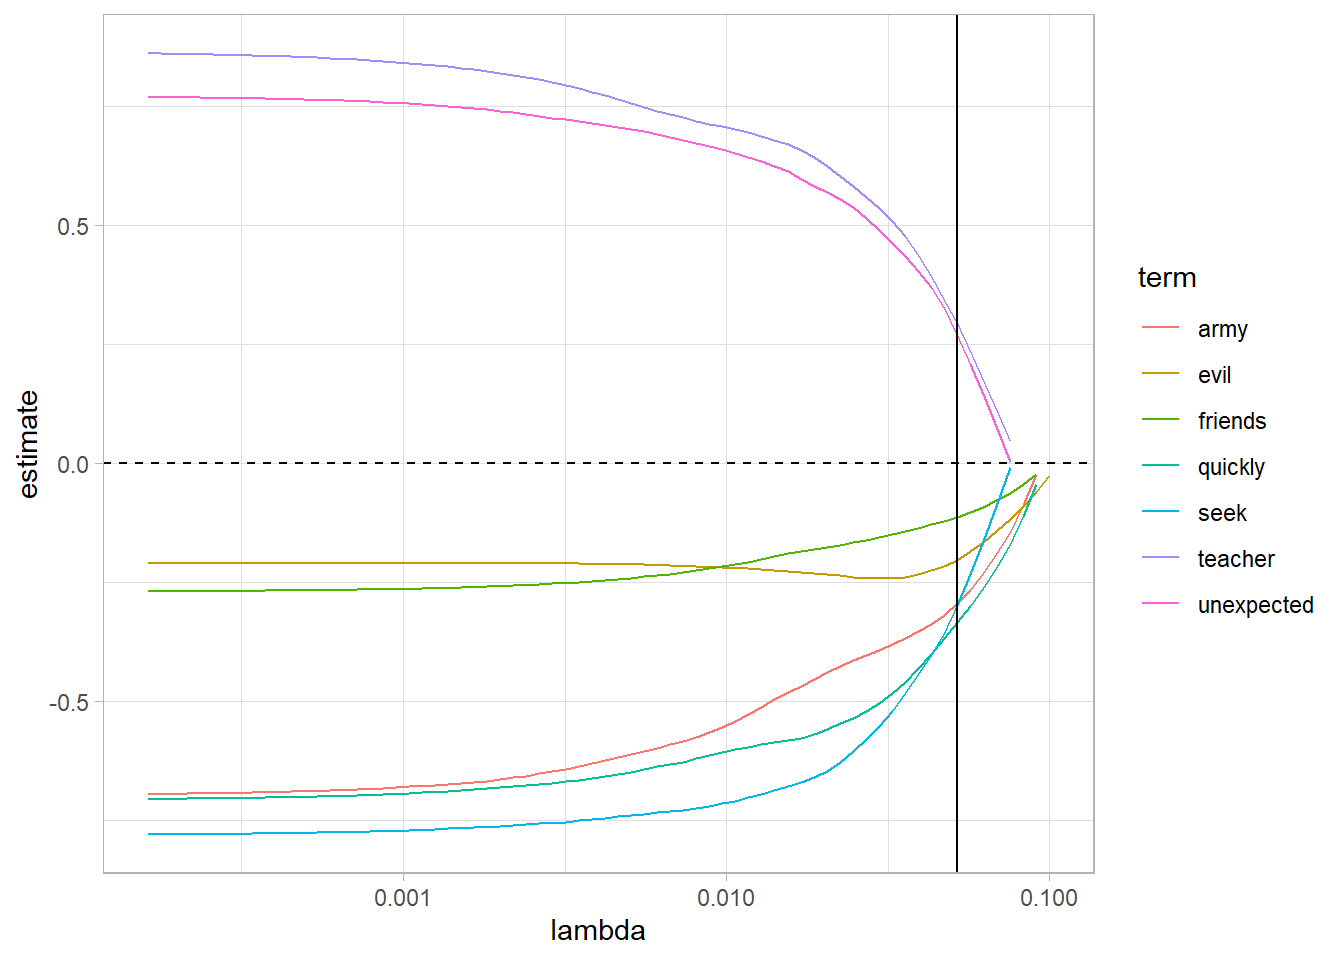 estimate
0.5
0.0
-0.5
0.001
0.010
0.100
lambda
term
army
evil
friends
quickly
seek
teacher
unexpected